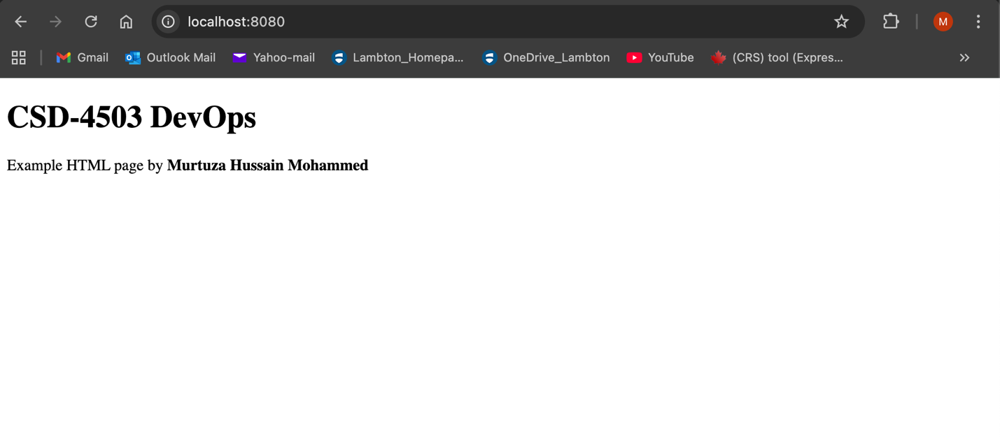 localhost:8080
M
Gmail Outlook Mail Yahoo-mail Lambton_Homepa... OneDrive_Lambton YouTube (CRS) tool (Expres...
CSD-4503 DevOps
Example HTML page by Murtuza Hussain Mohammed